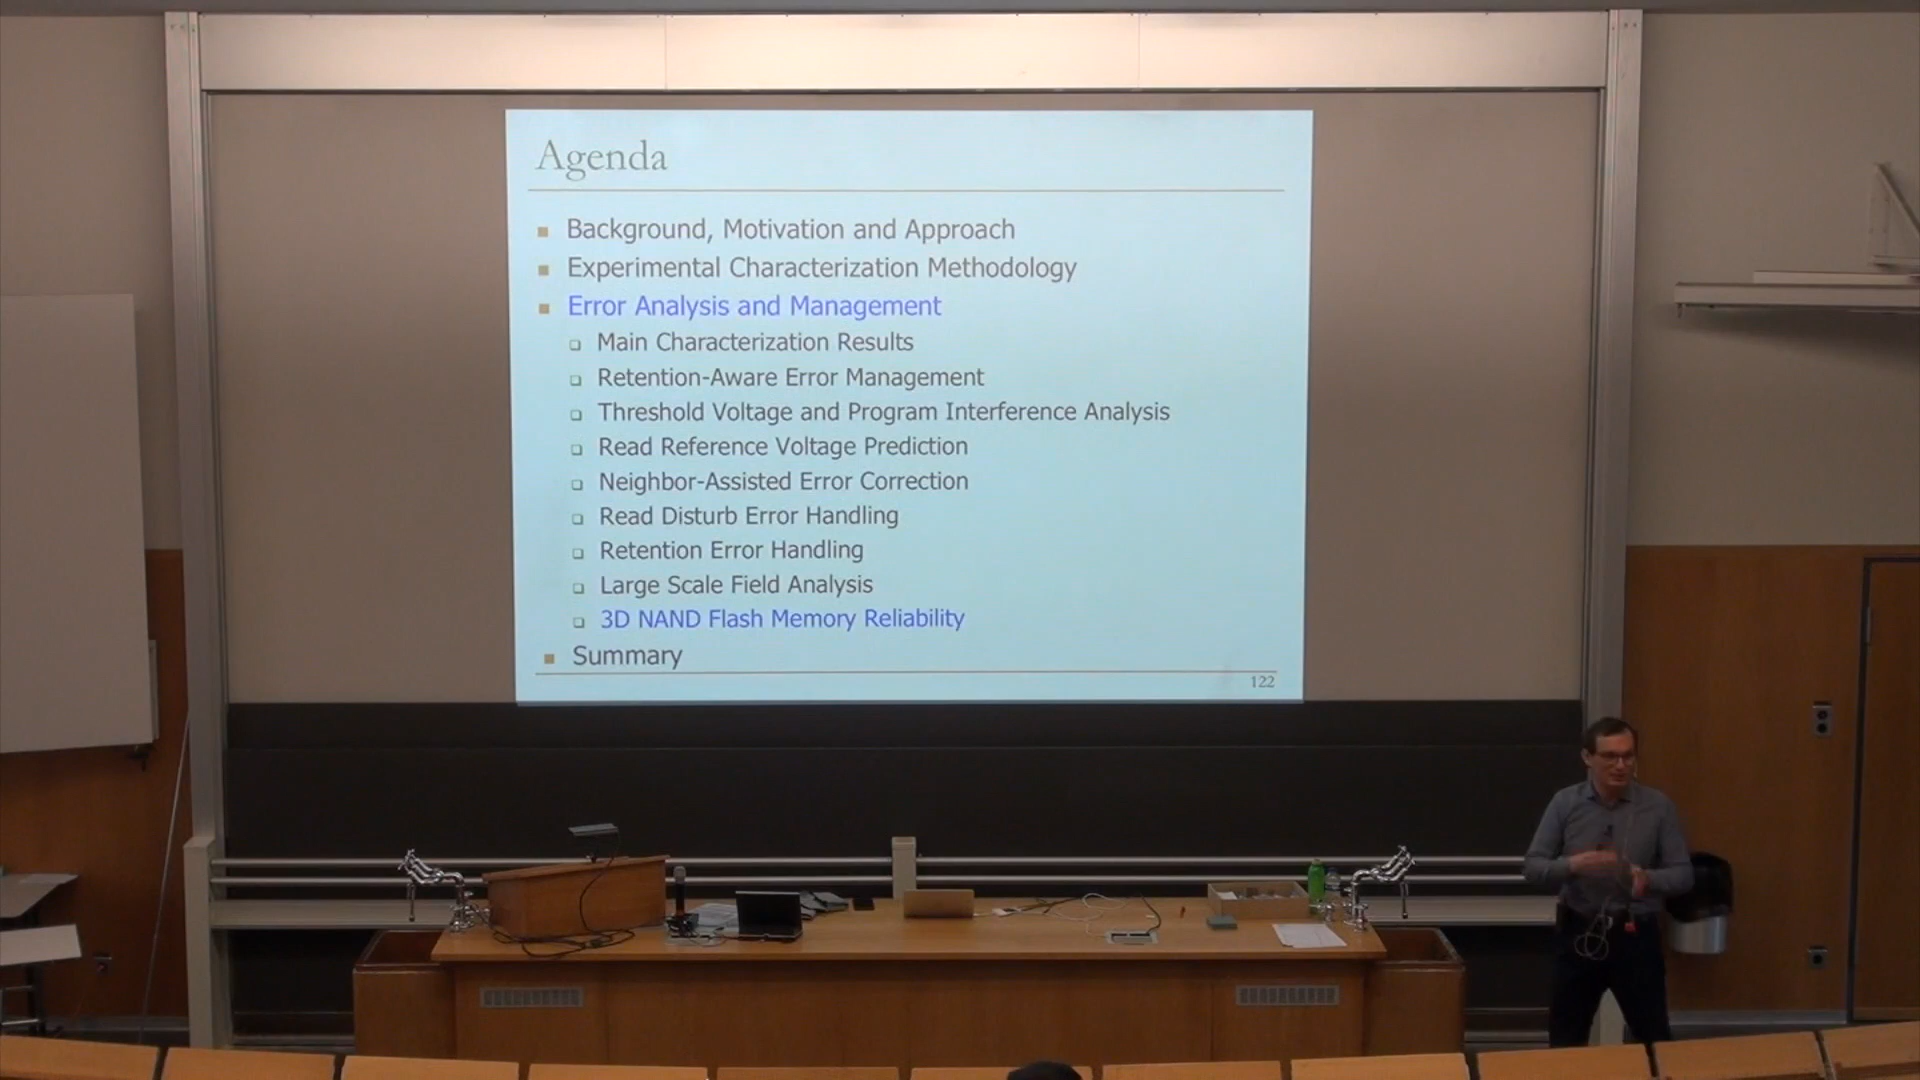 Agenda
Background, Motivation and Approach
Experimental Characterization Methodology
Error Analysis and Management
Main Characterization Results
Retention-Aware Error Management
Threshold Voltage and Program Interference Analysis
Read Reference Voltage Prediction
Neighbor-Assisted Error Correction
Read Disturb Error Handling
Retention Error Handling
Large Scale Field Analysis
3D NAND Flash Memory Reliability
Summary
122